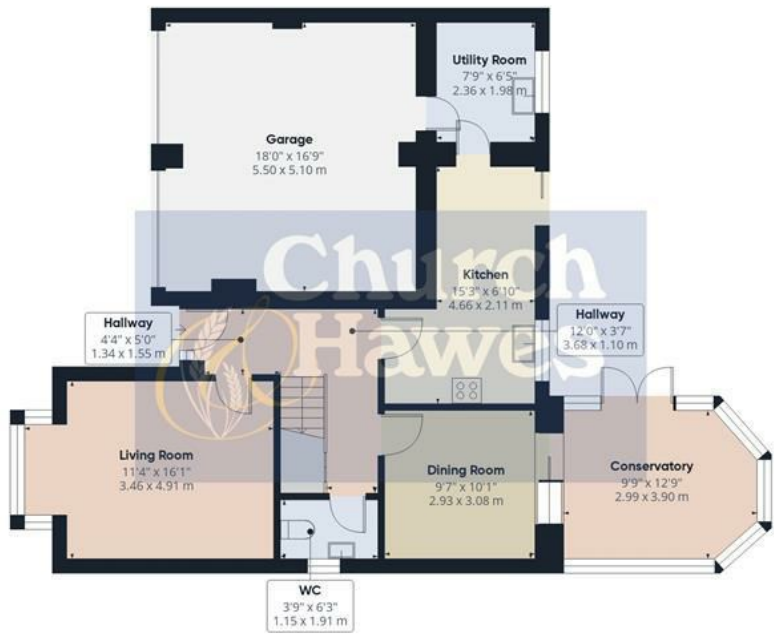 Utility Room
7'9" x 6'5"
2.36 x 1.98 m
Garage
18'0" x 16'9"
5.50 x 5.10 m
Church
Hawes
Kitchen
15'3" x 6'10"
4.66 x 2.11 m
Hallway
4'4" x 5'0"
1.34 x 1.55 m
Hallway
12'0" x 3'7"
3.68 x 1.10 m
Living Room
11'4" x 16'1"
3.46 x 4.91 m
Dining Room
9'7" x 10'1"
2.93 x 3.08 m
Conservatory
9'9" x 12'9"
2.99 x 3.90 m
WC
3'9" x 6'3"
1.15 x 1.91 m